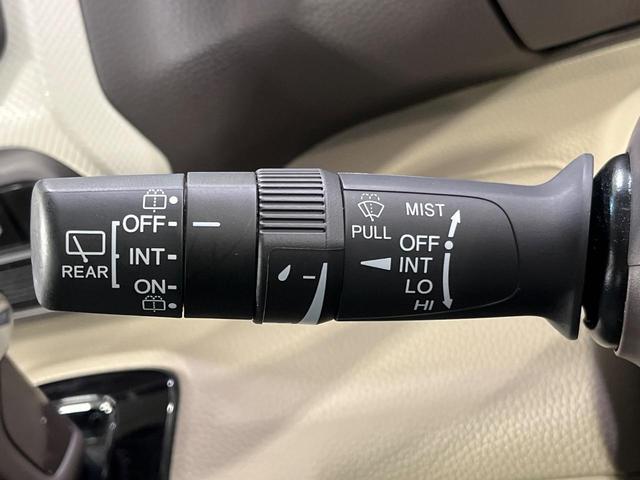 REAR
OFF
INT
ON
PULL
MIST
OFF
INT
LO
HI